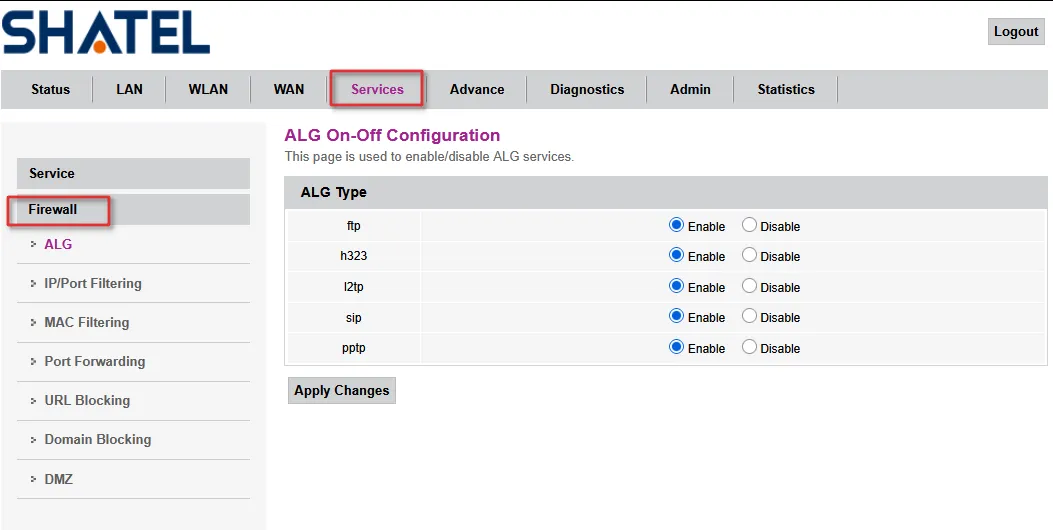 SHATEL
Logout
Status LAN WLAN WAN Services Advance Diagnostics Admin Statistics
Service
Firewall
ALG
IP/Port Filtering
MAC Filtering
Port Forwarding
URL Blocking
Domain Blocking
DMZ
ALG On-Off Configuration
This page is used to enable/disable ALG services.
ALG Type
ftp Enable Disable
h323 Enable Disable
l2tp Enable Disable
sip Enable Disable
pptp Enable Disable
Apply Changes